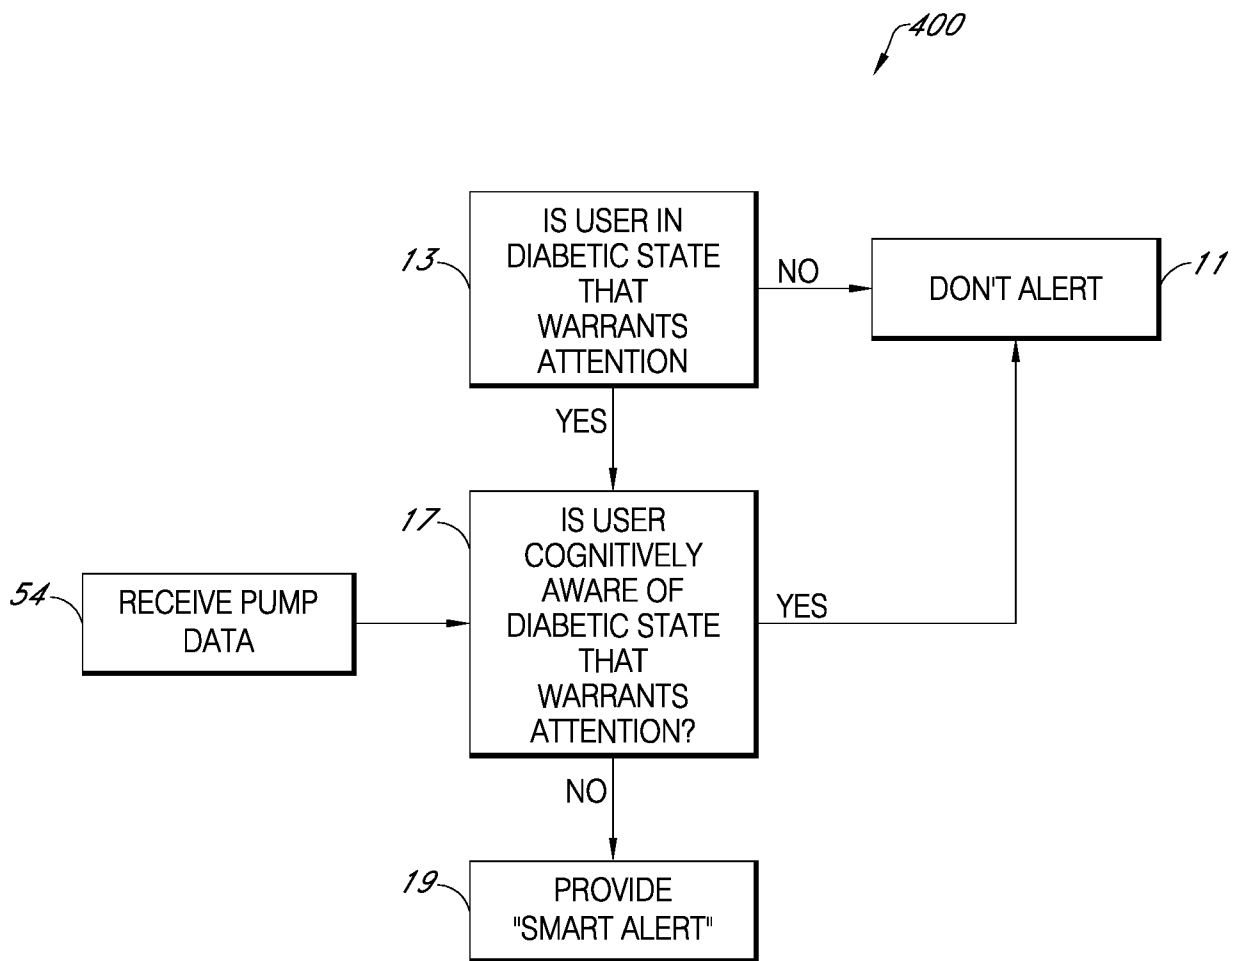 400
13
IS USER IN
DIABETIC STATE
THAT
WARRANTS
ATTENTION
NO
DON'T ALERT
11
YES
17
IS USER
COGNITIVELY
AWARE OF
DIABETIC STATE
THAT
WARRANTS
ATTENTION?
YES
54
RECEIVE PUMP
DATA
NO
19
PROVIDE
"SMART ALERT"